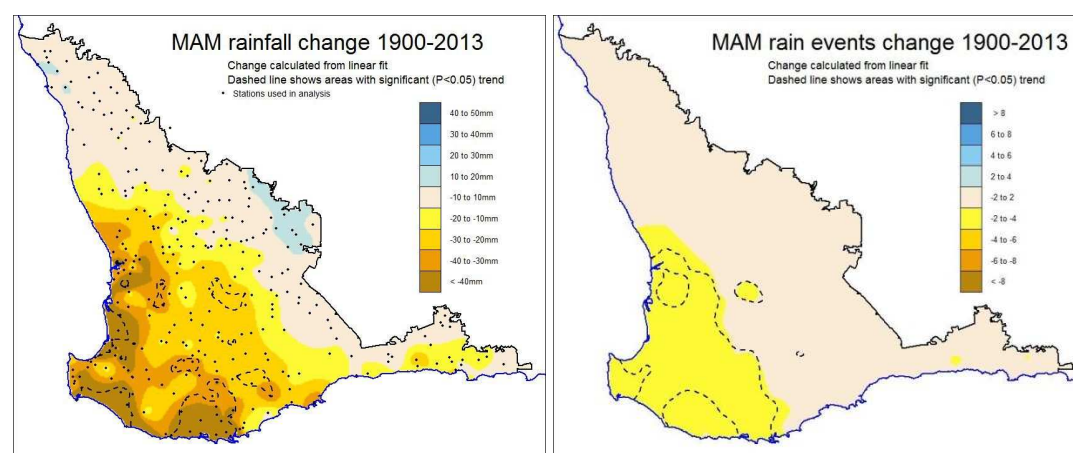 MAM rainfall change 1900-2013
Change calculated from linear fit
Dashed line shows areas with significant (P<0.05) trend
Stations used in analysis
40 to 50mm
30 to 40mm
20 to 30mm
10 to 20mm
-10 to 10mm
-20 to -10mm
-30 to -20mm
-40 to -30mm
< -40mm
MAM rain events change 1900-2013
Change calculated from linear fit
Dashed line shows areas with significant (P<0.05) trend
> 8
6 to 8
4 to 6
2 to 4
-2 to 2
-2 to -4
-4 to -6
-6 to -8
< -8